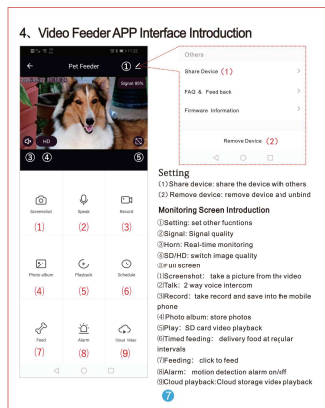 4、Video Feeder APP Interface Introduction
Pet Feeder
①
Signal: 85%
HD
③ ④ ⑤
Screenshot Speak Record
(1) (2) (3)
Photo album Playback Schedule
(4) (5) (6)
Feed Alarm Cloud Video
(7) (8) (9)
Others
Share Device (1)
FAQ & Feed back
Firmware Information
Remove Device (2)
Setting
(1)Share device: share the device with others
(2)Remove device: remove device and unbind
Monitoring Screen Introduction
①Setting: set other functions
②Signal: Signal quality
③Horn: Real-time monitoring
④SD/HD: switch image quality
⑤Full screen
(1)Screenshot: take a picture from the video
(2)Talk: 2 way voice intercom
(3)Record: take record and save into the mobile
phone
(4)Photo album: store photos
(5)Play: SD card video playback
(6)Timed feeding: delivery food at regular
intervals
(7)Feeding: click to feed
(8)Alarm: motion detection alarm on/off
(9)Cloud playback:Cloud storage video playback
7